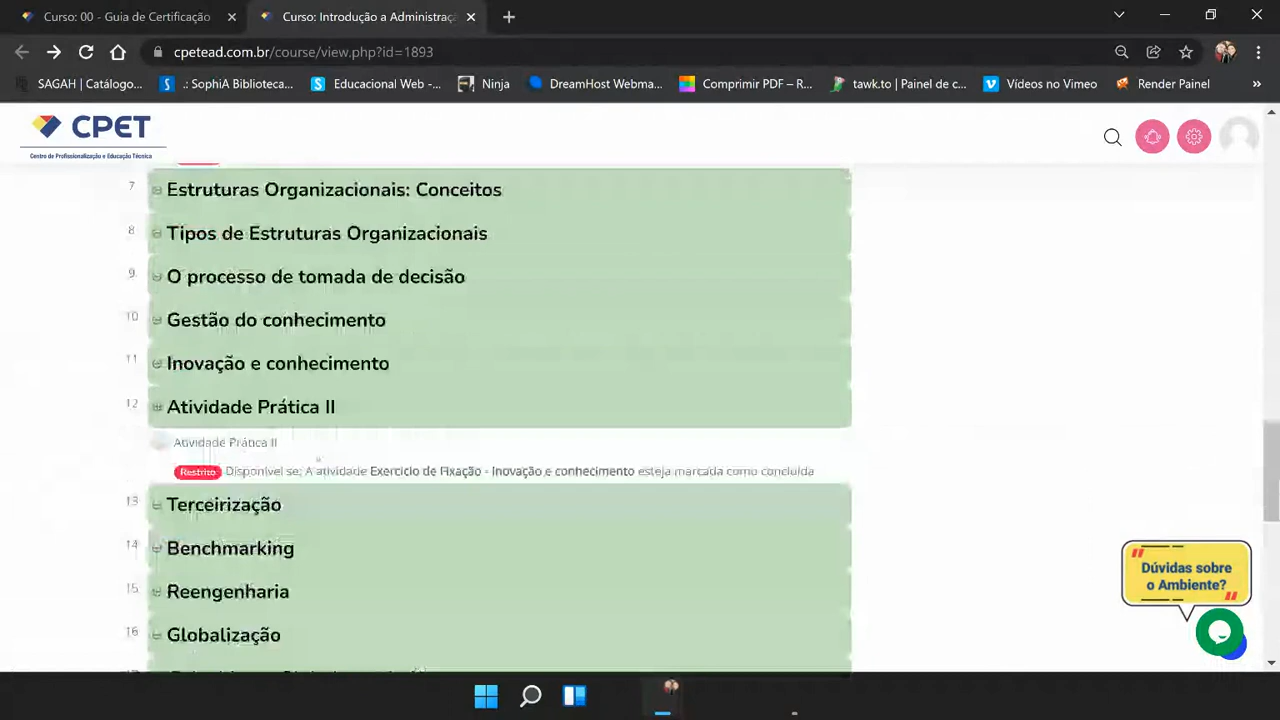 Curso: 00 - Guia de Certificação
Curso: Introdução a Administraç
cpetead.com.br/course/view.php?id=1893
SAGAH (Catálogo...
.: SophiA Biblioteca...
Educacional Web -...
Ninja
DreamHost Webma...
Comprimir PDF – R...
tawk.to | Painel de c...
Vídeos no Vimeo
Render Panel
»
CPET
Centro de Profissionalização e Educação Técnica
7 Estruturas Organizacionais: Conceitos
8 Tipos de Estruturas Organizacionais
9 O processo de tomada de decisão
10 Gestão do conhecimento
11 Inovação e conhecimento
12 Atividade Prática II
Atividade Prática II
Restrito Disponível se: A atividade Exercício de Fixação - Inovação e conhecimento esteja marcada como concluída
13 Terceirização
14 Benchmarking
15 Reengenharia
16 Globalização
"Dúvidas sobre
o Ambiente?"